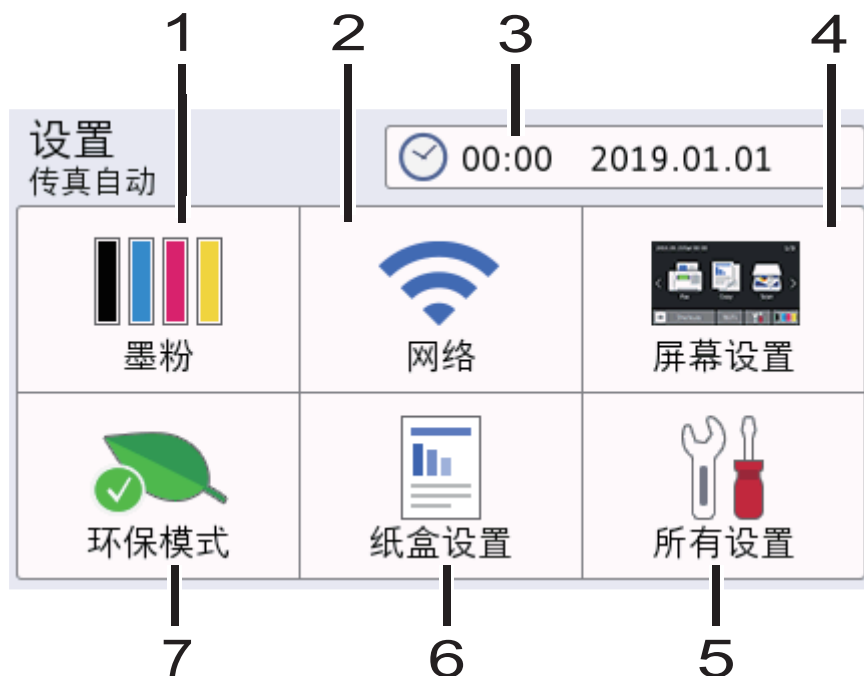 1 2 3 4
设置
传真自动
00:00 2019.01.01
墨粉 网络 屏幕设置
环保模式 纸盒设置 所有设置
7 6 5